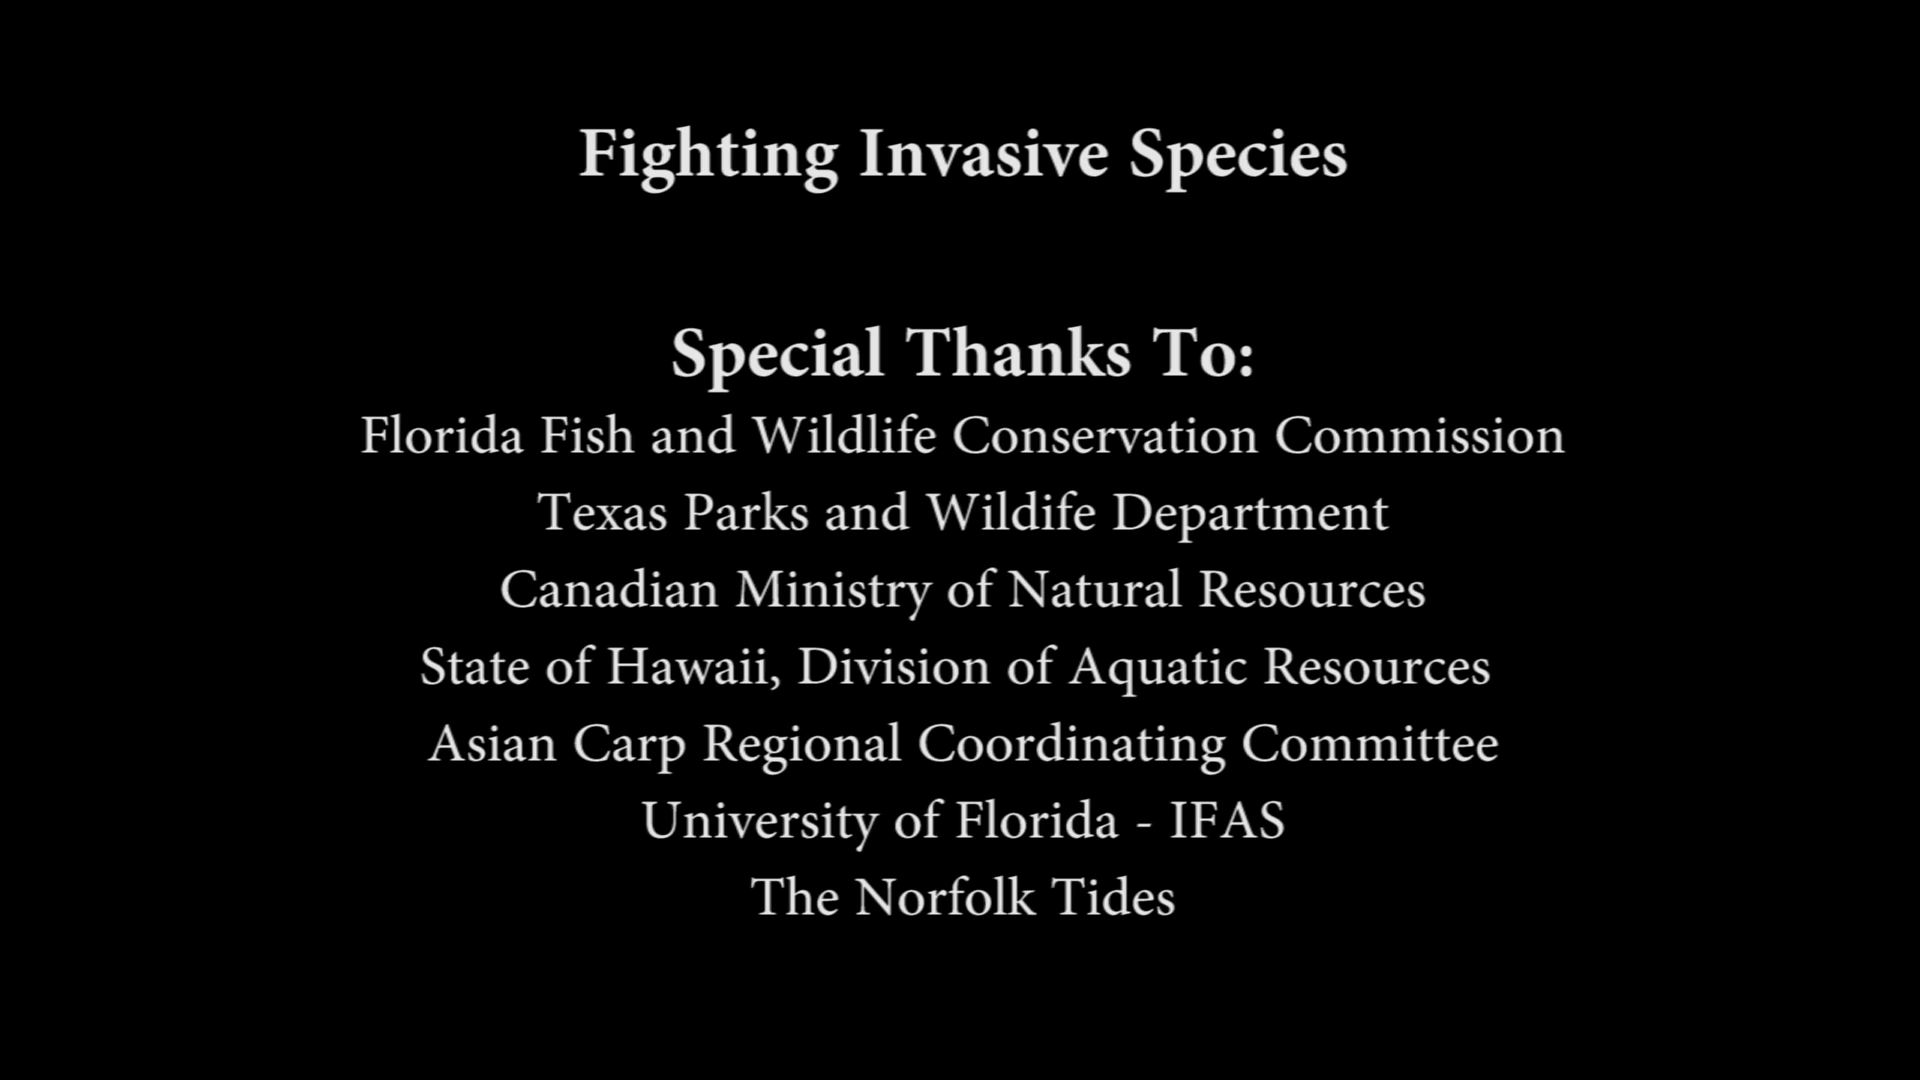 Fighting Invasive Species
Special Thanks To:
Florida Fish and Wildlife Conservation Commission
Texas Parks and Wildife Department
Canadian Ministry of Natural Resources
State of Hawaii, Division of Aquatic Resources
Asian Carp Regional Coordinating Committee
University of Florida - IFAS
The Norfolk Tides